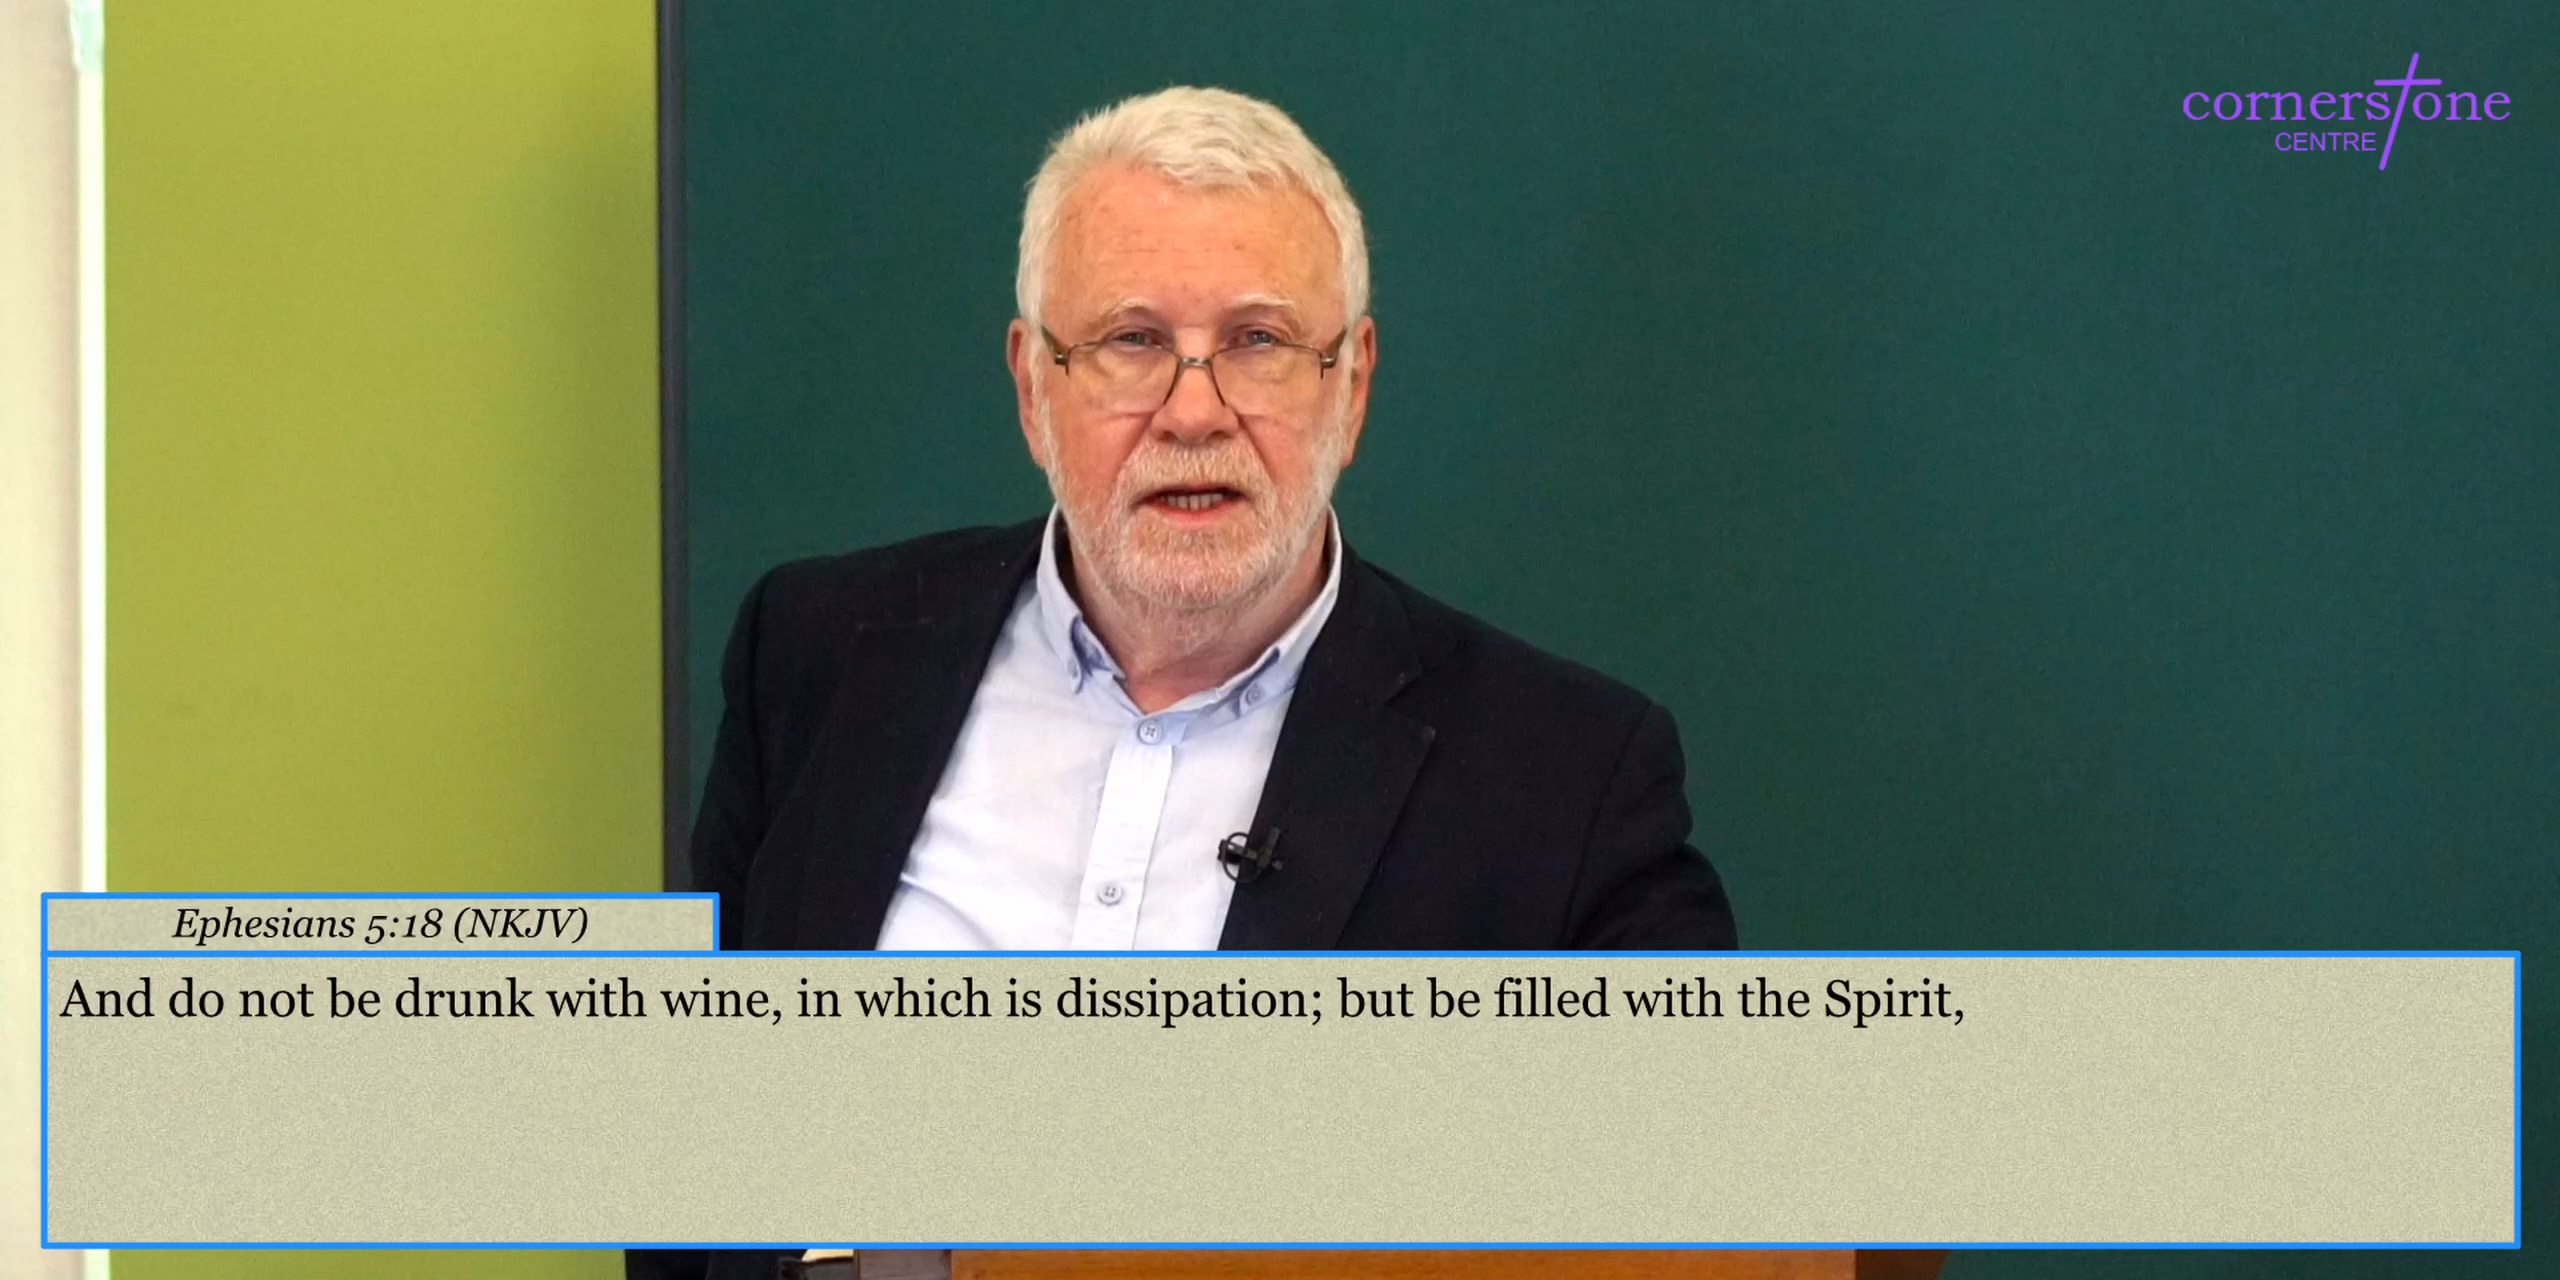 cornerstone
CENTRE
Ephesians 5:18 (NKJV)
And do not be drunk with wine, in which is dissipation; but be filled with the Spirit,